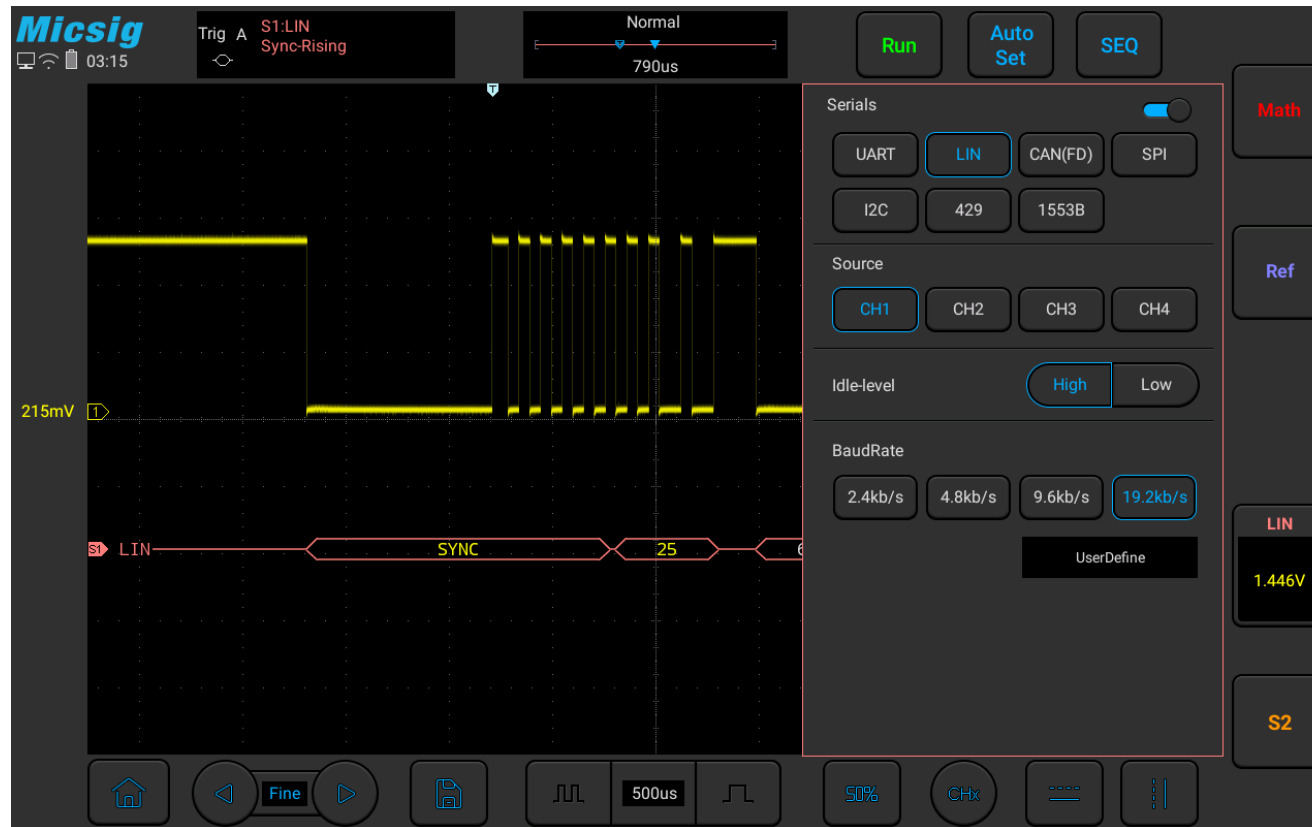 Micsig
03:15
Trig A S1:LIN
Sync-Rising
Normal
790us
Run
Auto
Set
SEQ
T
Serials
UART LIN CAN(FD) SPI
I2C 429 1553B
Source
CH1 CH2 CH3 CH4
Idle-level High Low
BaudRate
2.4kb/s 4.8kb/s 9.6kb/s 19.2kb/s
UserDefine
215mV 1
S1 LIN SYNC 25
Math
Ref
LIN
1.446V
S2
Fine 500us 50% CHx